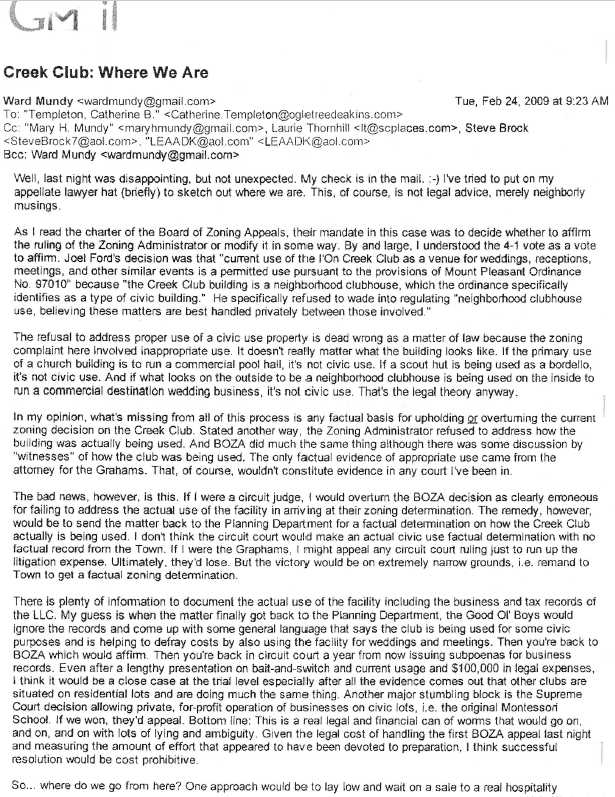 GMail
Creek Club: Where We Are
Ward Mundy <wardmundy@gmail.com> Tue, Feb 24, 2009 at 9:23 AM
To: "Templeton, Catherine B." <Catherine.Templeton@ogletreedeakins.com>
Cc: "Mary H. Mundy" <maryhmundy@gmail.com>, Laurie Thornhill <lt@scplaces.com>, Steve Brock
<SteveBrock7@aol.com>, "LEAADK@aol.com" <LEAADK@aol.com>
Bcc: Ward Mundy <wardmundy@gmail.com>
Well, last night was disappointing, but not unexpected. My check is in the mail. :-) I've tried to put on my
appellate lawyer hat (briefly) to sketch out where we are. This, of course, is not legal advice, merely neighborly
musings.
As I read the charter of the Board of Zoning Appeals, their mandate in this case was to decide whether to affirm
the ruling of the Zoning Administrator or modify it in some way. By and large, I understood the 4-1 vote as a vote
to affirm. Joel Ford's decision was that "current use of the I'On Creek Club as a venue for weddings, receptions,
meetings, and other similar events is a permitted use pursuant to the provisions of Mount Pleasant Ordinance
No. 97010" because "the Creek Club building is a neighborhood clubhouse, which the ordinance specifically
identifies as a type of civic building." He specifically refused to wade into regulating "neighborhood clubhouse
use, believing these matters are best handled privately between those involved."
The refusal to address proper use of a civic use property is dead wrong as a matter of law because the zoning
complaint here involved inappropriate use. It doesn't really matter what the building looks like. If the primary use
of a church building is to run a commercial pool hall, it's not civic use. If a scout hut is being used as a bordello,
it's not civic use. And if what looks on the outside to be a neighborhood clubhouse is being used on the inside to
run a commercial destination wedding business, it's not civic use. That's the legal theory anyway.
In my opinion, what's missing from all of this process is any factual basis for upholding or overturning the current
zoning decision on the Creek Club. Stated another way, the Zoning Administrator refused to address how the
building was actually being used. And BOZA did much the same thing although there was some discussion by
"witnesses" of how the club was being used. The only factual evidence of appropriate use came from the
attorney for the Grahams. That, of course, wouldn't constitute evidence in any court I've been in.
The bad news, however, is this. If I were a circuit judge, I would overturn the BOZA decision as clearly erroneous
for failing to address the actual use of the facility in arriving at their zoning determination. The remedy, however,
would be to send the matter back to the Planning Department for a factual determination on how the Creek Club
actually is being used. I don't think the circuit court would make an actual civic use factual determination with no
factual record from the Town. If I were the Graphams, I might appeal any circuit court ruling just to run up the
litigation expense. Ultimately, they'd lose. But the victory would be on extremely narrow grounds, i.e. remand to
Town to get a factual zoning determination.
There is plenty of information to document the actual use of the facility including the business and tax records of
the LLC. My guess is when the matter finally got back to the Planning Department, the Good Ol' Boys would
ignore the records and come up with some general language that says the club is being used for some civic
purposes and is helping to defray costs by also using the facility for weddings and meetings. Then you're back to
BOZA which would affirm. Then you're back in circuit court a year from now issuing subpoenas for business
records. Even after a lengthy presentation on bait-and-switch and current usage and $100,000 in legal expenses,
I think it would be a close case at the trial level especially after all the evidence comes out that other clubs are
situated on residential lots and are doing much the same thing. Another major stumbling block is the Supreme
Court decision allowing private, for-profit operation of businesses on civic lots, i.e. the original Montessori
School. If we won, they'd appeal. Bottom line: This is a real legal and financial can of worms that would go on,
and on, and on with lots of lying and ambiguity. Given the legal cost of handling the first BOZA appeal last night
and measuring the amount of effort that appeared to have been devoted to preparation, I think successful
resolution would be cost prohibitive.
So... where do we go from here? One approach would be to lay low and wait on a sale to a real hospitality